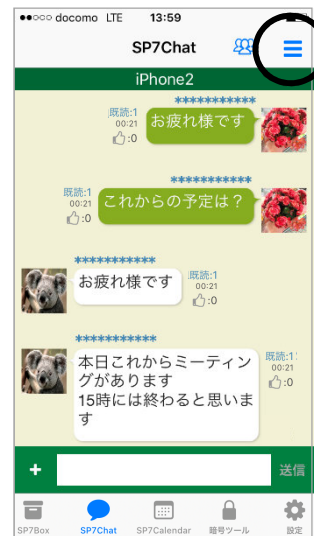 docomo LTE 13:59
SP7Chat
iPhone2
***********
既読:1
00:21
:0
お疲れ様です
***********
既読:1
00:21
:0
これからの予定は？
***********
お疲れ様です
既読:1
00:21
:0
***********
本日これからミーティン
グがあります
15時には終わると思いま
す
既読:1
00:21
:0
+
送信
SP7Box SP7Chat SP7Calendar 暗号ツール 設定